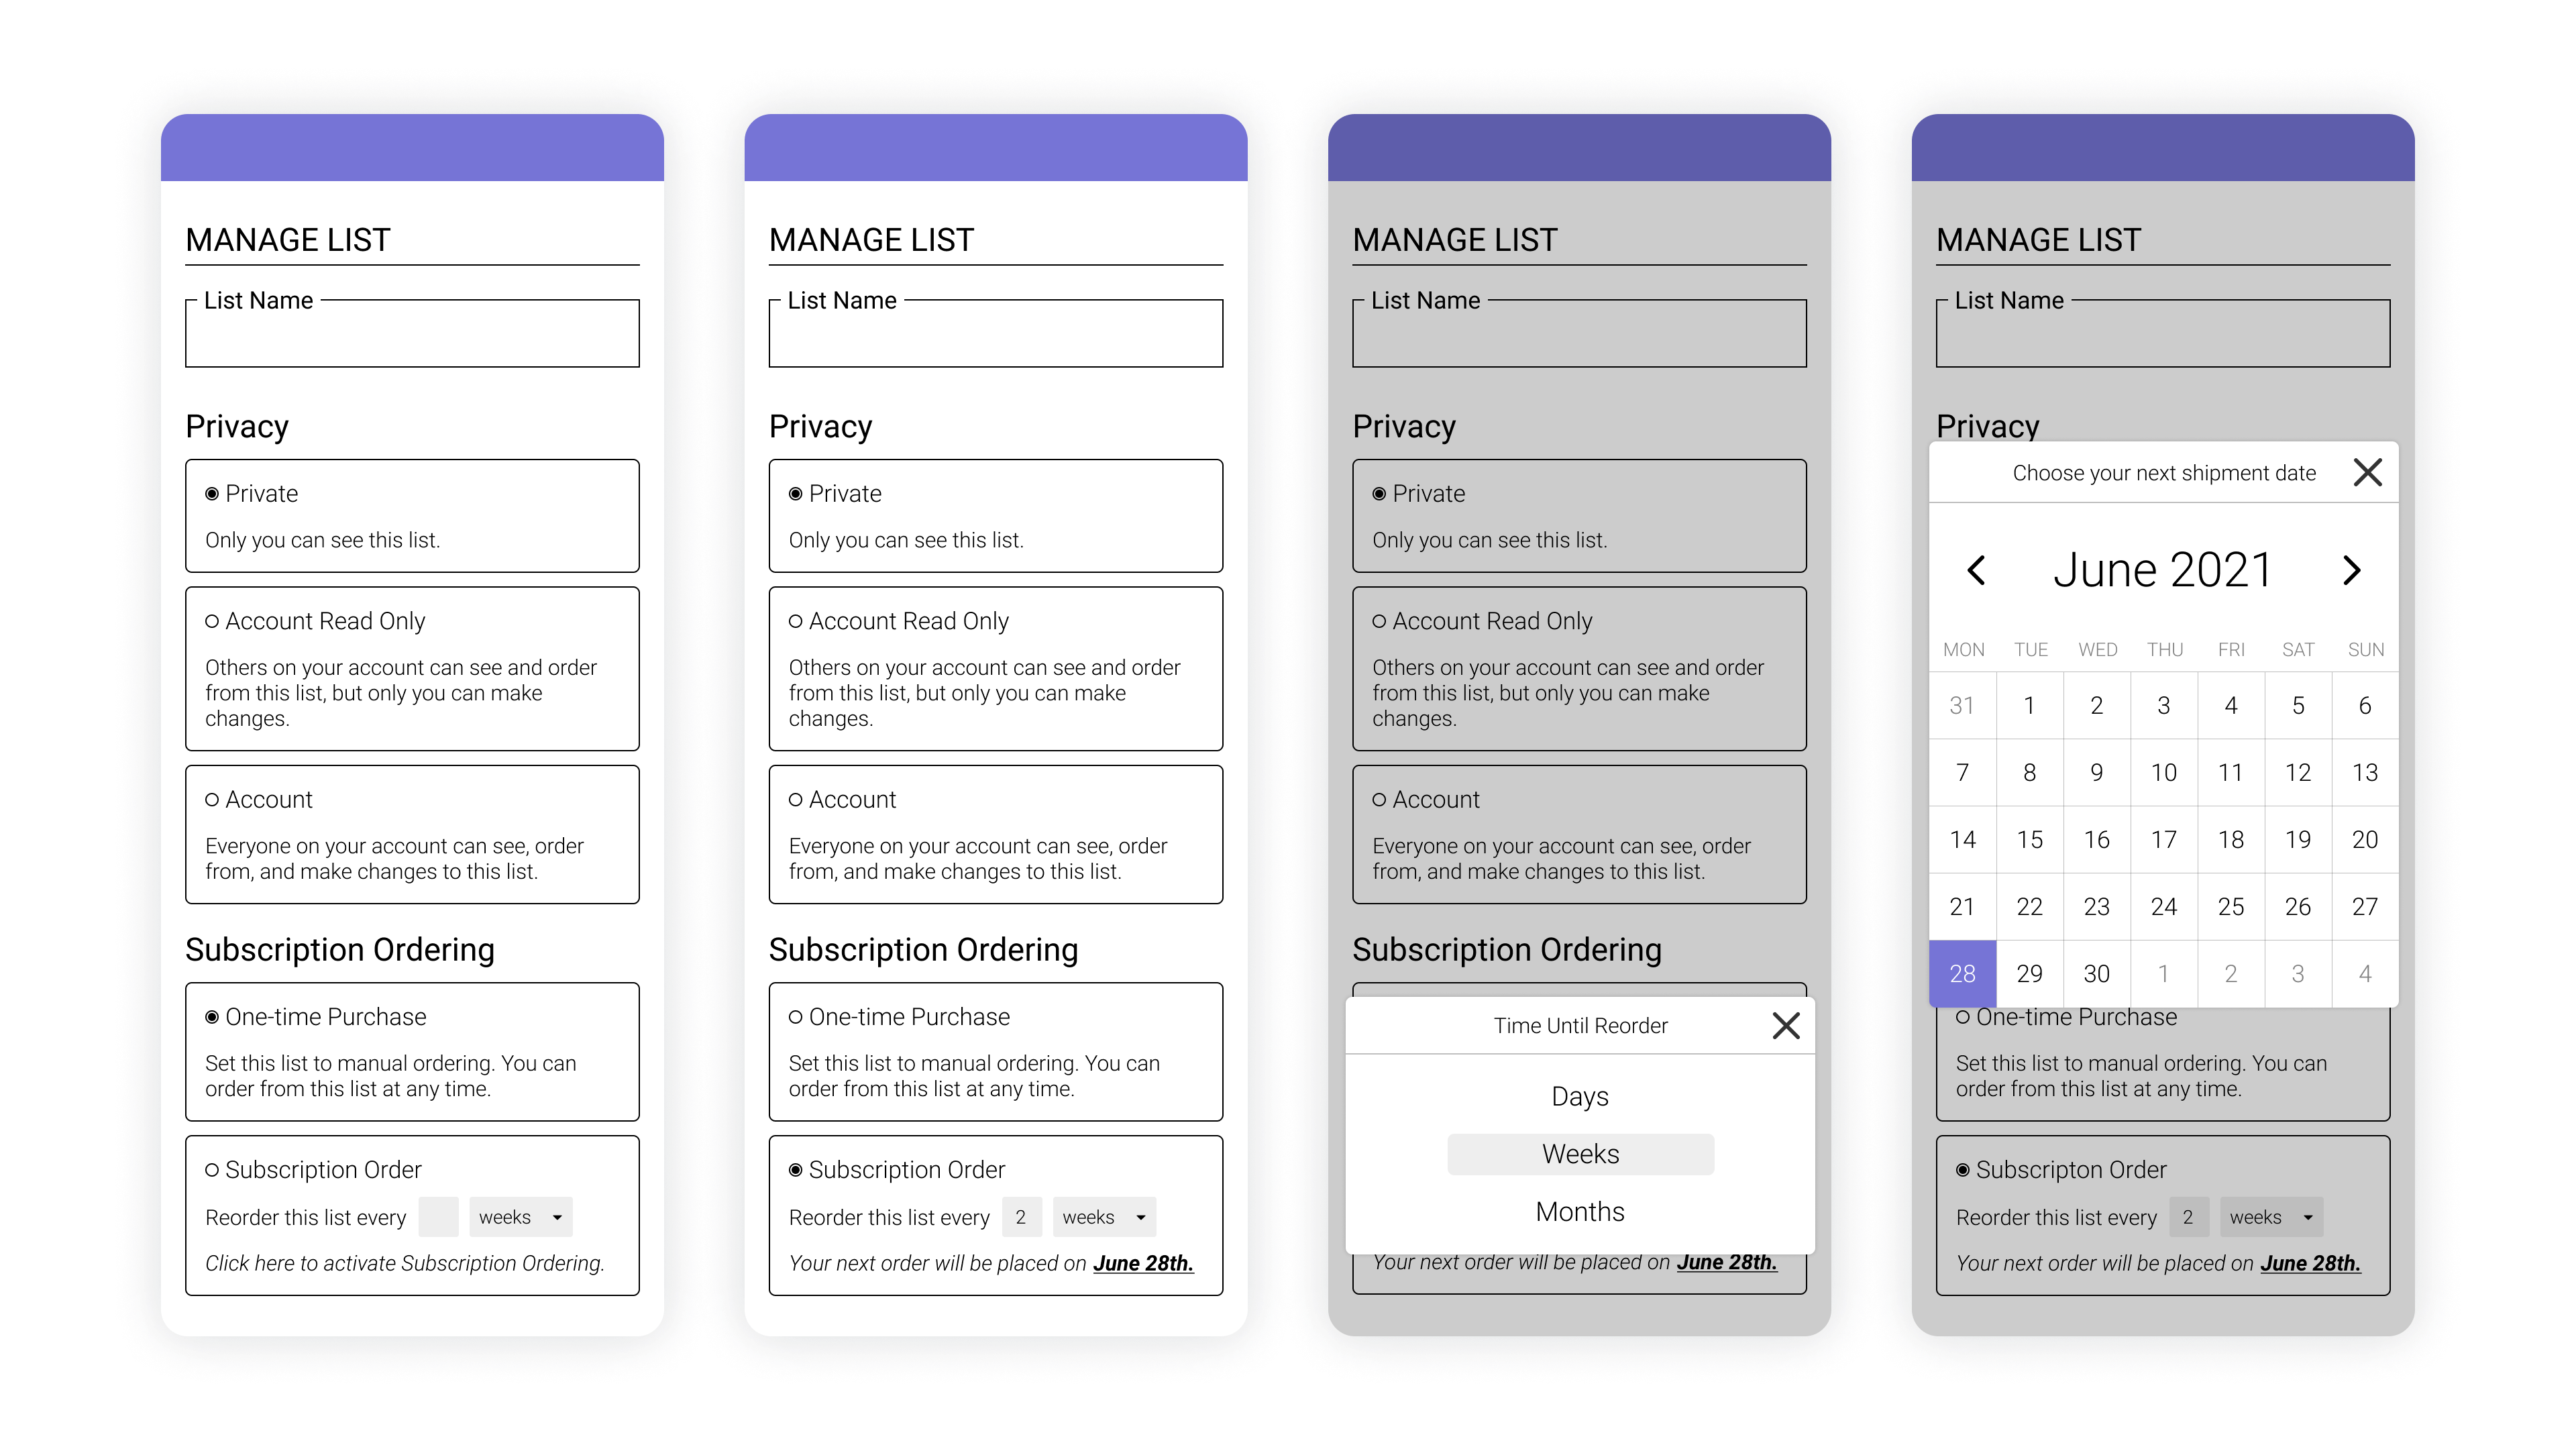 MANAGE LIST
List Name
Privacy
Private
Only you can see this list.
Account Read Only
Others on your account can see and order
from this list, but only you can make
changes.
Account
Everyone on your account can see, order
from, and make changes to this list.
Subscription Ordering
One-time Purchase
Set this list to manual ordering. You can
order from this list at any time.
Subscription Order
Reorder this list every weeks
Click here to activate Subscription Ordering.
MANAGE LIST
List Name
Privacy
Private
Only you can see this list.
Account Read Only
Others on your account can see and order
from this list, but only you can make
changes.
Account
Everyone on your account can see, order
from, and make changes to this list.
Subscription Ordering
One-time Purchase
Set this list to manual ordering. You can
order from this list at any time.
Subscription Order
Reorder this list every 2 weeks
Your next order will be placed on June 28th.
MANAGE LIST
List Name
Privacy
Private
Only you can see this list.
Account Read Only
Others on your account can see and order
from this list, but only you can make
changes.
Account
Everyone on your account can see, order
from, and make changes to this list.
Subscription Ordering
Time Until Reorder
Days
Weeks
Months
Your next order will be placed on June 28th.
MANAGE LIST
List Name
Privacy
Choose your next shipment date
June 2021
MON TUE WED THU FRI SAT SUN
31 1 2 3 4 5 6
7 8 9 10 11 12 13
14 15 16 17 18 19 20
21 22 23 24 25 26 27
28 29 30 1 2 3 4
One-time Purchase
Set this list to manual ordering. You can
order from this list at any time.
Subscripton Order
Reorder this list every 2 weeks
Your next order will be placed on June 28th.